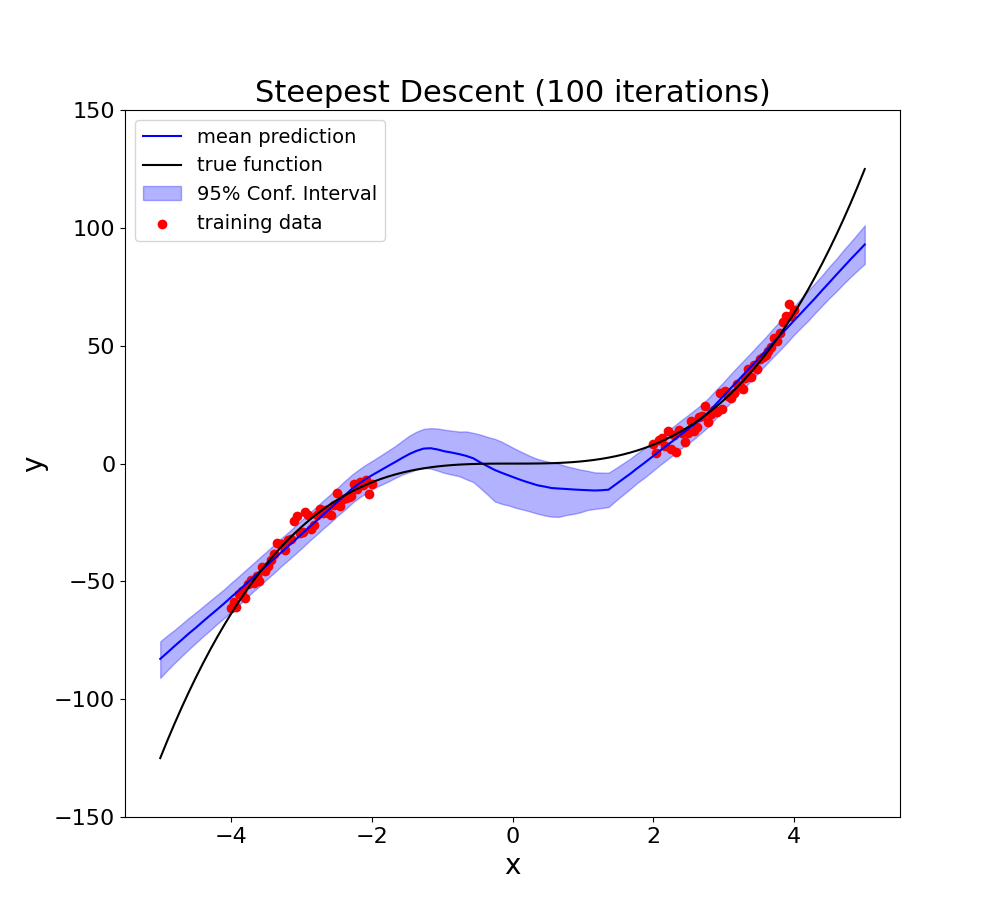 Steepest Descent (100 iterations)
150
100
50
0
−50
−100
−150
y
mean prediction
true function
95% Conf. Interval
training data
−4 −2 0 2 4
x